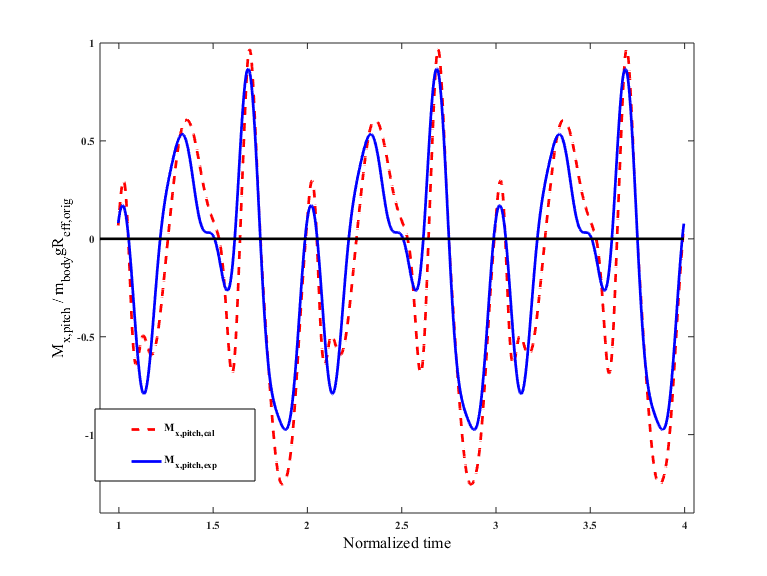 1
0.5
0
-0.5
-1
M x,pitch / m body gR eff,orig
M x,pitch,cal
M x,pitch,exp
1 1.5 2 2.5 3 3.5 4
Normalized time